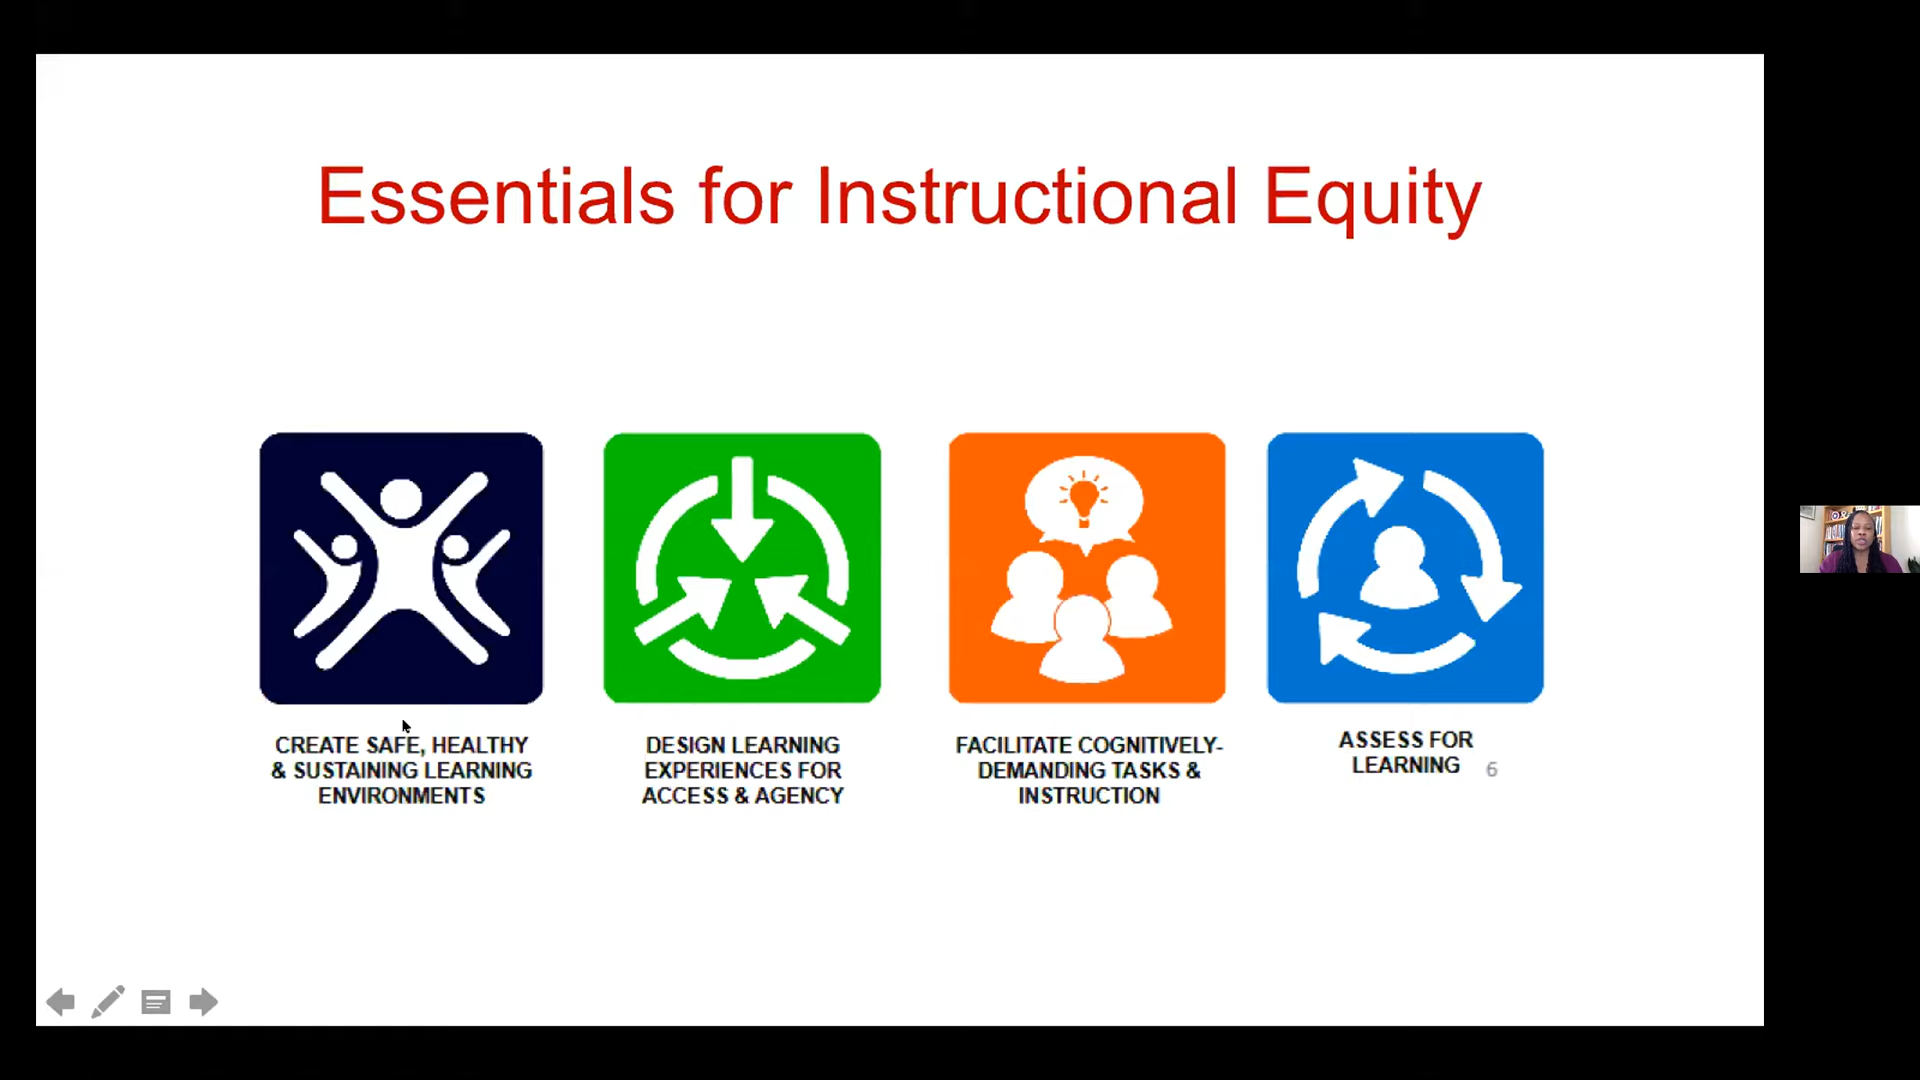 Essentials for Instructional Equity
CREATE SAFE, HEALTHY
& SUSTAINING LEARNING
ENVIRONMENTS
DESIGN LEARNING
EXPERIENCES FOR
ACCESS & AGENCY
FACILITATE COGNITIVELY-
DEMANDING TASKS &
INSTRUCTION
ASSESS FOR
LEARNING
6